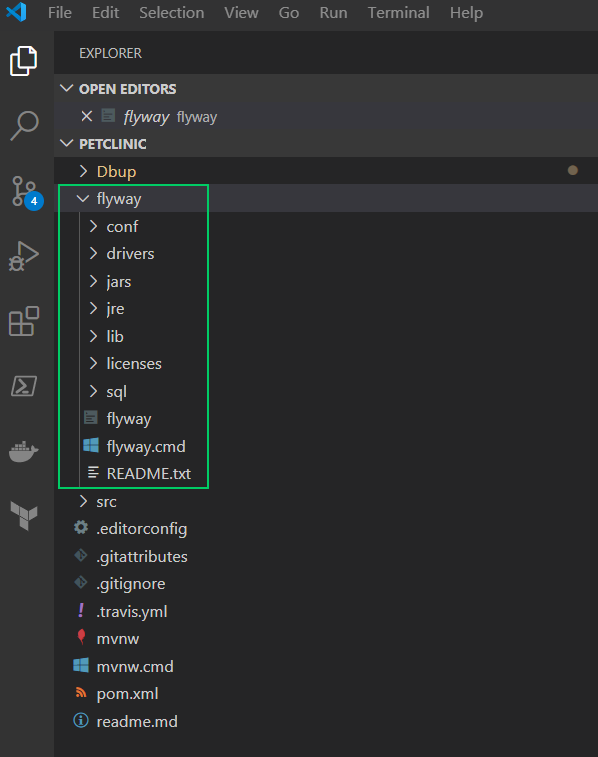 File Edit Selection View Go Run Terminal Help
EXPLORER
OPEN EDITORS
flyway flyway
PETCLINIC
Dbup
flyway
4
conf
drivers
jars
jre
lib
licenses
sql
flyway
flyway.cmd
README.txt
src
.editorconfig
.gitattributes
.gitignore
.travis.yml
mvnw
mvnw.cmd
pom.xml
readme.md